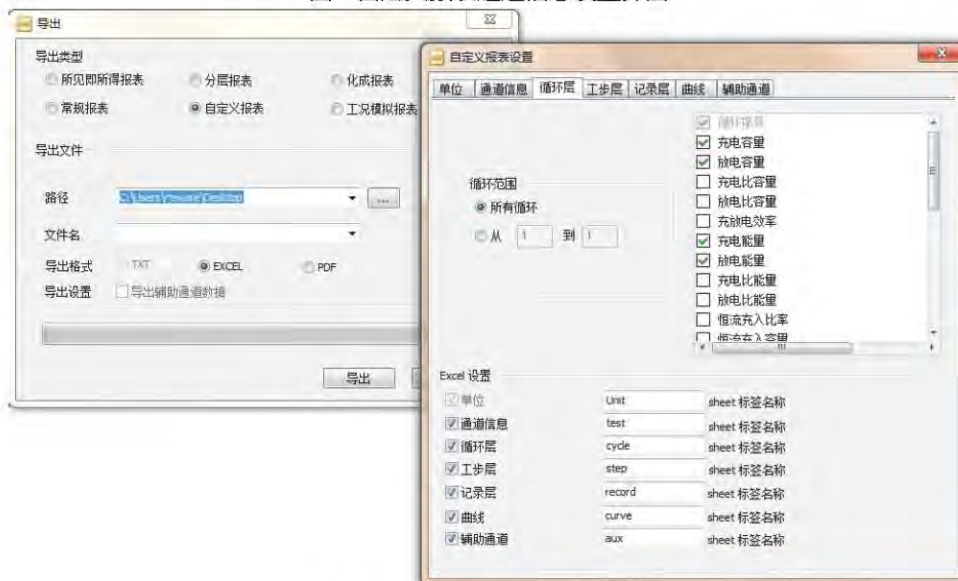 导出
导出类型
所见即所得报表 分层报表 化成报表
常规报表 自定义报表 工况模拟报表
导出文件
路径 ...
文件名
导出格式 TXT EXCEL PDF
导出设置 导出辅助通道数据
导出
自定义报表设置
单位 通道信息 循环层 工步层 记录层 曲线 辅助通道
循环范围
所有循环
从 1 到 1
循环序号
充电容量
放电容量
充电比容量
放电比容量
充放电效率
充电能量
放电能量
充电比能量
放电比能量
恒流充入比率
恒流充入容量
Excel 设置
单位 Unit sheet 标签名称
通道信息 test sheet 标签名称
循环层 cycle sheet 标签名称
工步层 step sheet 标签名称
记录层 record sheet 标签名称
曲线 curve sheet 标签名称
辅助通道 aux sheet 标签名称